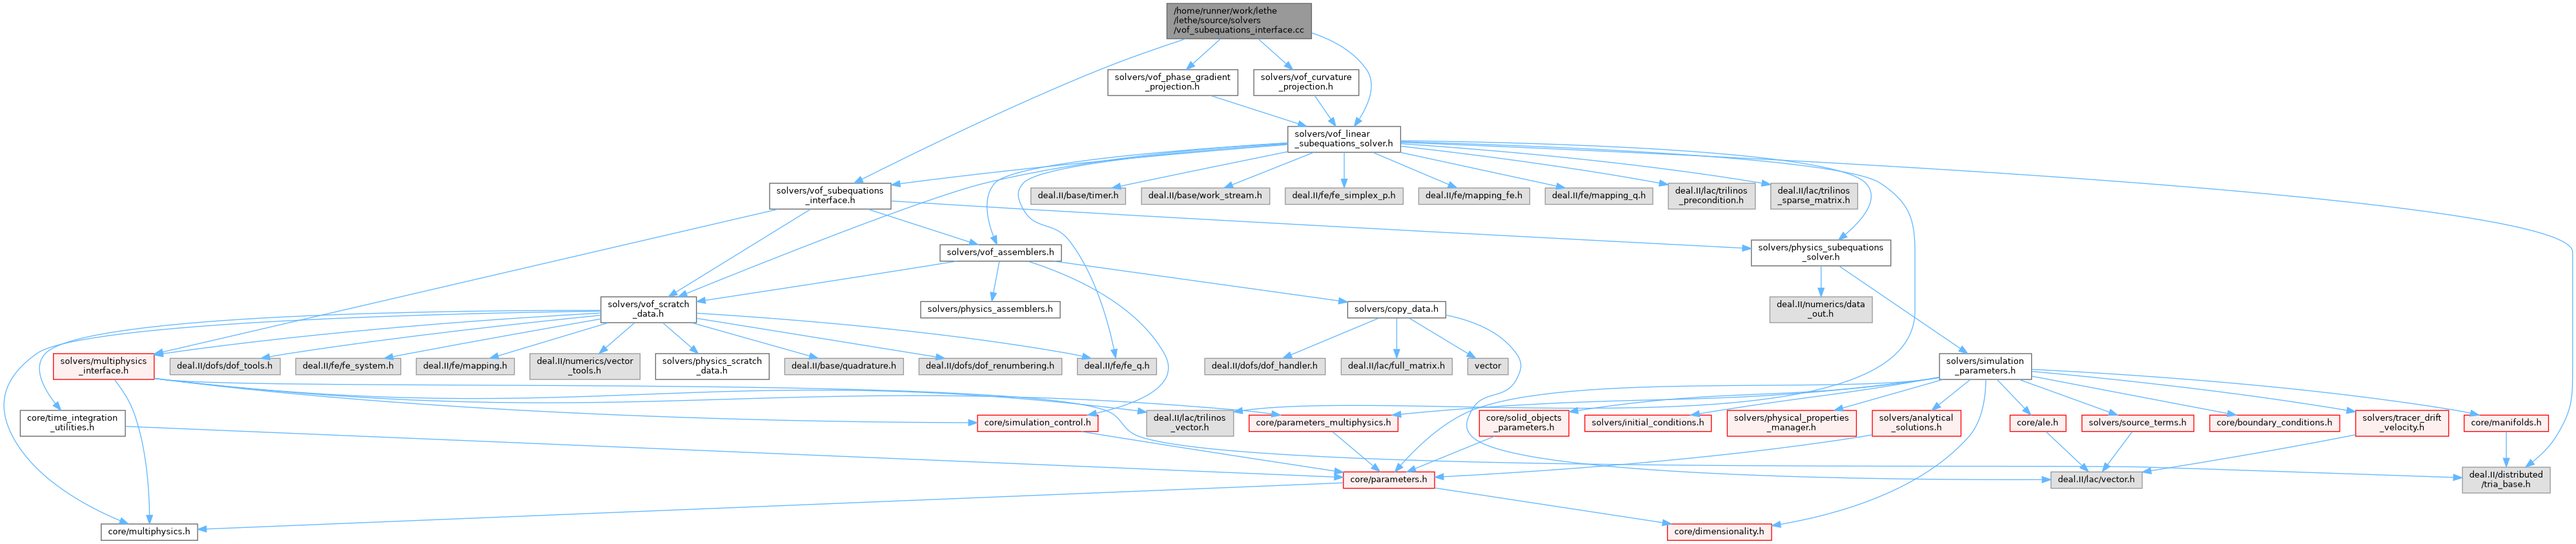 /home/runner/work/lethe
/lethe/source/solvers
/vof_subequations_interface.cc
solvers/vof_phase_gradient
_projection.h
solvers/vof_curvature
_projection.h
solvers/vof_linear
_subequations_solver.h
solvers/vof_subequations
_interface.h
deal.II/base/timer.h
deal.II/base/work_stream.h
deal.II/fe/fe_simplex_p.h
deal.II/fe/mapping_fe.h
deal.II/fe/mapping_q.h
deal.II/lac/trilinos
_precondition.h
deal.II/lac/trilinos
_sparse_matrix.h
solvers/vof_assemblers.h
solvers/physics_subequations
_solver.h
solvers/vof_scratch
_data.h
solvers/physics_assemblers.h
solvers/copy_data.h
deal.II/numerics/data
_out.h
solvers/multiphysics
_interface.h
deal.II/dofs/dof_tools.h
deal.II/fe/fe_system.h
deal.II/fe/mapping.h
deal.II/numerics/vector
_tools.h
solvers/physics_scratch
_data.h
deal.II/base/quadrature.h
deal.II/dofs/dof_renumbering.h
deal.II/fe/fe_q.h
deal.II/dofs/dof_handler.h
deal.II/lac/full_matrix.h
vector
solvers/simulation
_parameters.h
core/time_integration
_utilities.h
core/simulation_control.h
deal.II/lac/trilinos
_vector.h
core/parameters_multiphysics.h
core/solid_objects
_parameters.h
solvers/initial_conditions.h
solvers/physical_properties
_manager.h
solvers/analytical
_solutions.h
core/ale.h
solvers/source_terms.h
core/boundary_conditions.h
solvers/tracer_drift
_velocity.h
core/manifolds.h
core/parameters.h
deal.II/lac/vector.h
deal.II/distributed
/tria_base.h
core/multiphysics.h
core/dimensionality.h